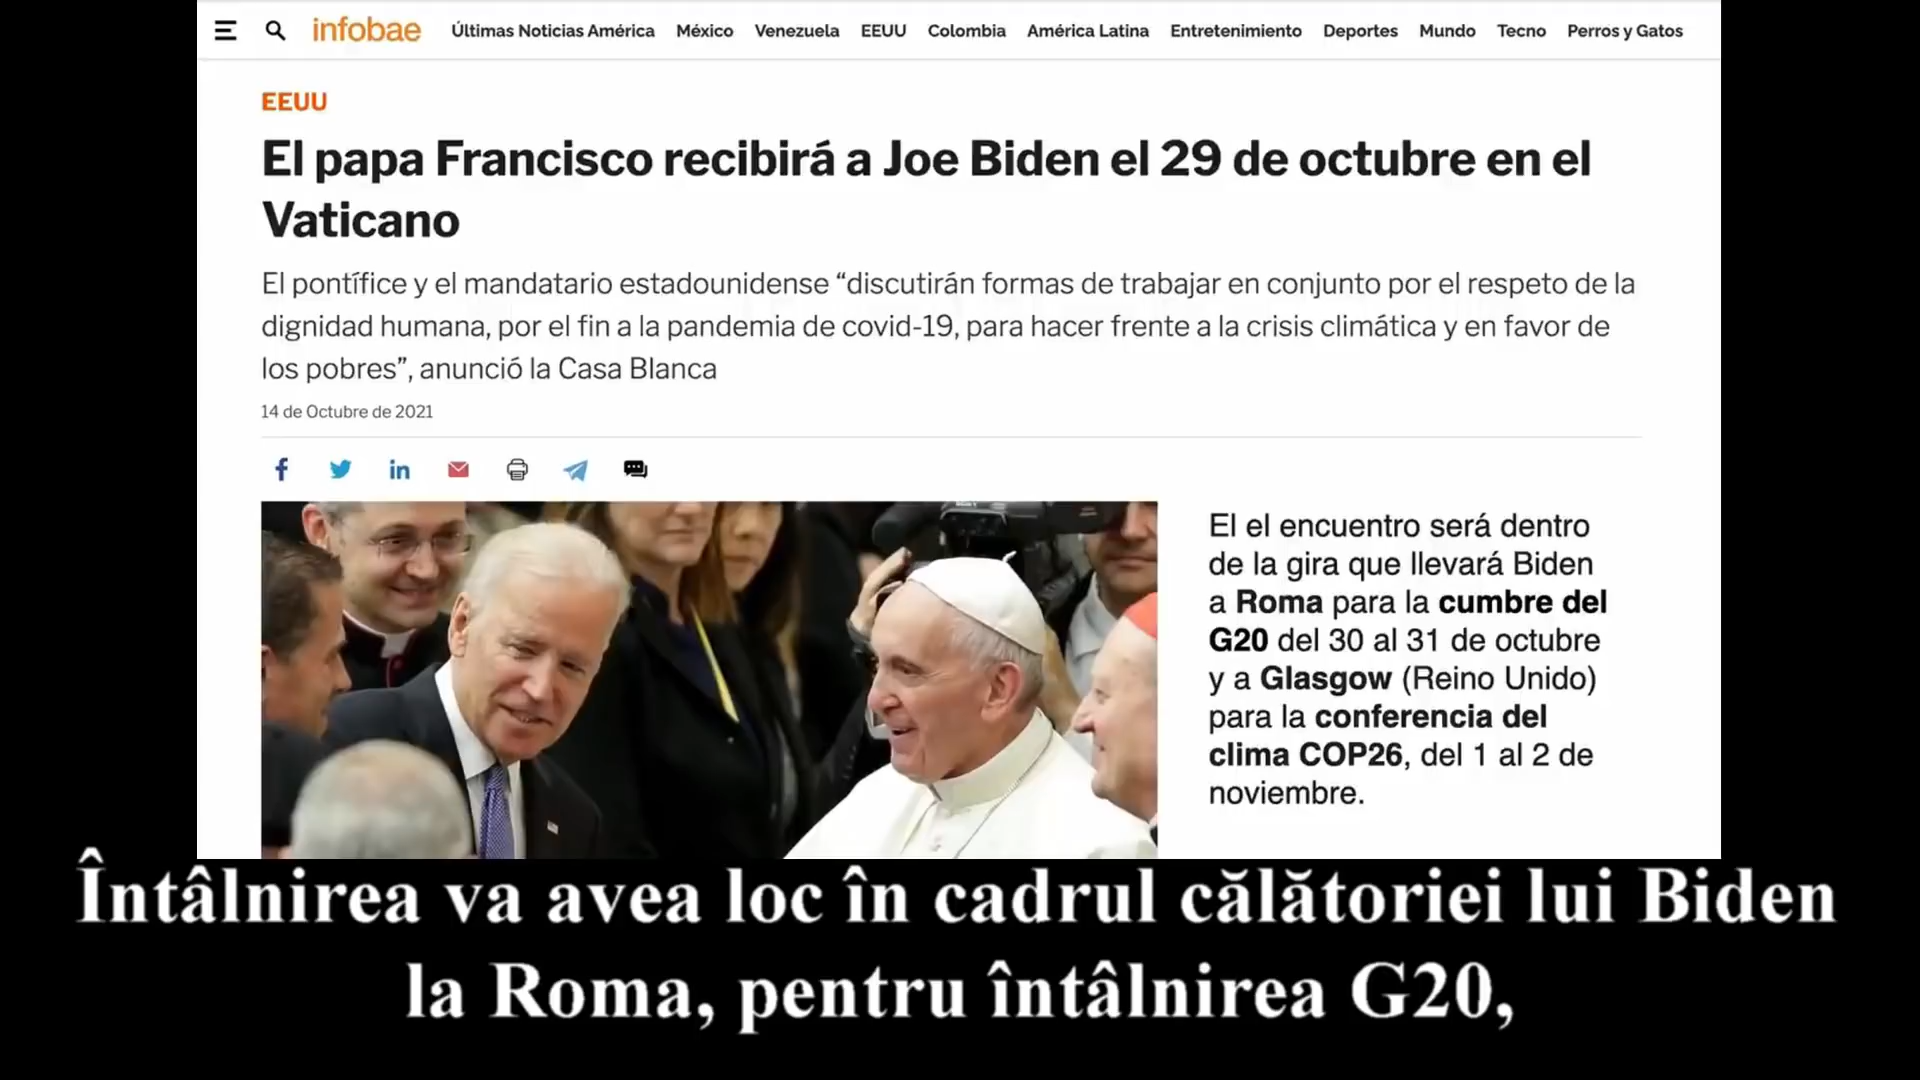 infobae Últimas Noticias América México Venezuela EEUU Colombia América Latina Entretenimiento Deportes Mundo Tecno Perros y Gatos
EEUU
El papa Francisco recibirá a Joe Biden el 29 de octubre en el
Vaticano
El pontífice y el mandatario estadounidense “discutirán formas de trabajar en conjunto por el respeto de la
dignidad humana, por el fin a la pandemia de covid-19, para hacer frente a la crisis climática y en favor de
los pobres”, anunció la Casa Blanca
14 de Octubre de 2021
El el encuentro será dentro
de la gira que llevará Biden
a Roma para la cumbre del
G20 del 30 al 31 de octubre
y a Glasgow (Reino Unido)
para la conferencia del
clima COP26, del 1 al 2 de
noviembre.
Întâlnirea va avea loc în cadrul călătoriei lui Biden
la Roma, pentru întâlnirea G20,